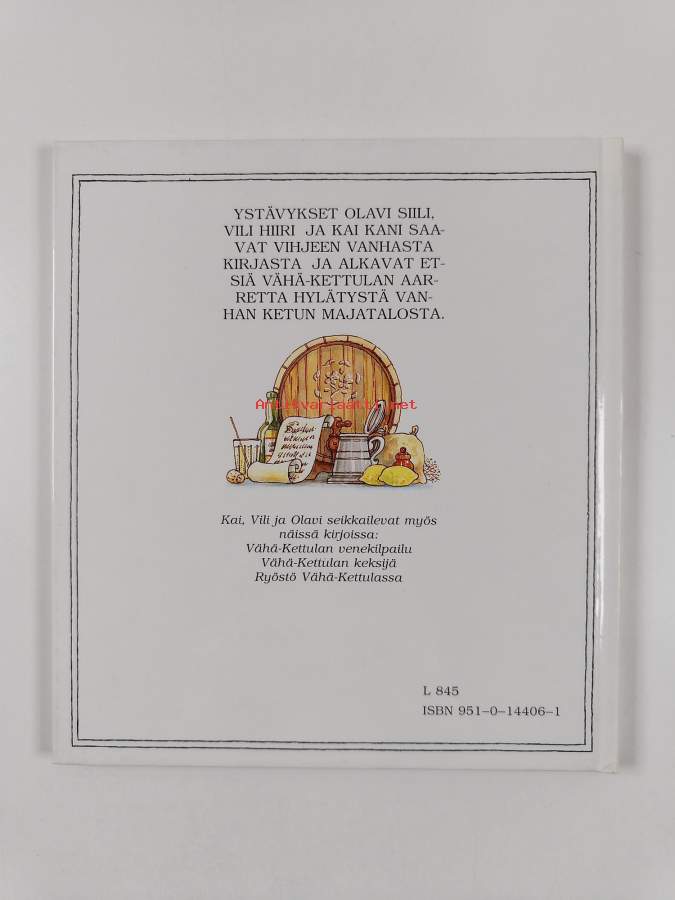 YSTÄVYKSET OLAVI SIILI,
VILI HIIRI JA KAI KANI SAA-
VAT VIHJEEN VANHASTA
KIRJASTA JA ALKAVAT ET-
SIÄ VÄHÄ-KETTULAN AAR-
RETTA HYLÄTYSTÄ VAN-
HAN KETUN MAJATALOSTA.
Antikvariaatti.net
Kai, Vili ja Olavi seikkailevat myös
näissä kirjoissa:
Vähä-Kettulan venekilpailu
Vähä-Kettulan keksijä
Ryöstö Vähä-Kettulassa
L 845
ISBN 951-0-14406-1